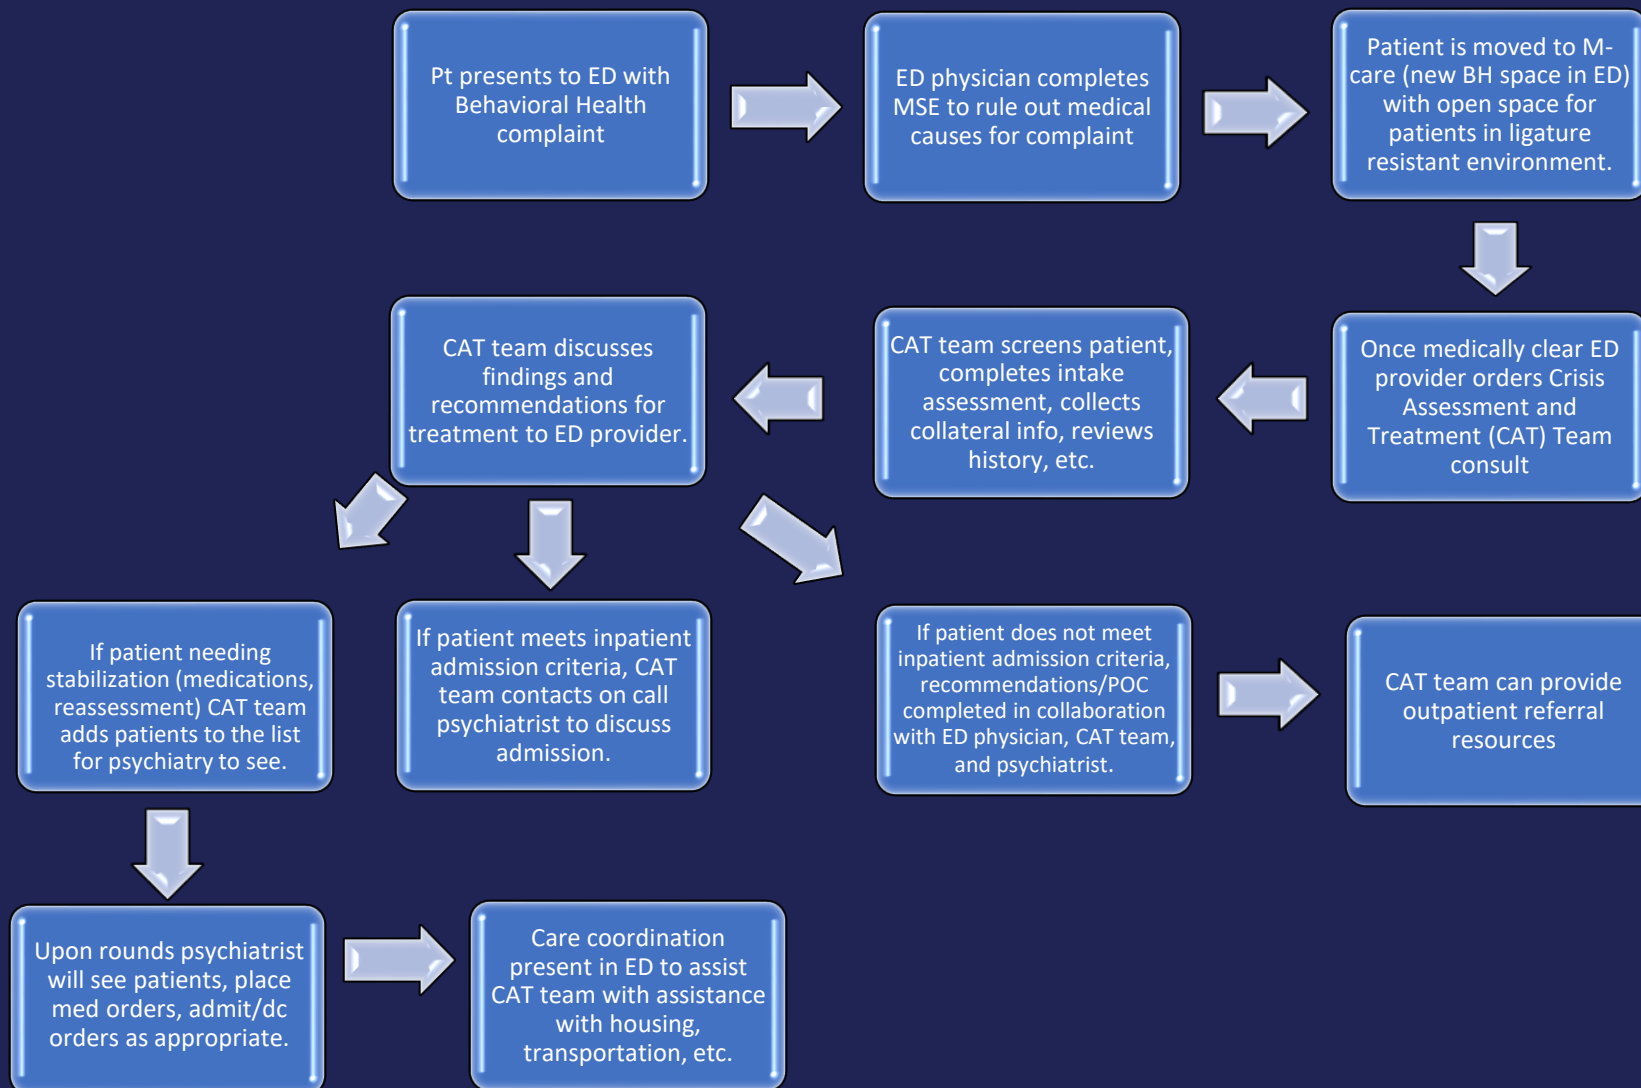 Pt presents to ED with
Behavioral Health
complaint
ED physician completes
MSE to rule out medical
causes for complaint
Patient is moved to M-
care (new BH space in ED)
with open space for
patients in ligature
resistant environment.
Once medically clear ED
provider orders Crisis
Assessment and
Treatment (CAT) Team
consult
CAT team screens patient,
completes intake
assessment, collects
collateral info, reviews
history, etc.
CAT team discusses
findings and
recommendations for
treatment to ED provider.
If patient needing
stabilization (medications,
reassessment) CAT team
adds patients to the list
for psychiatry to see.
If patient meets inpatient
admission criteria, CAT
team contacts on call
psychiatrist to discuss
admission.
If patient does not meet
inpatient admission criteria,
recommendations/POC
completed in collaboration
with ED physician, CAT team,
and psychiatrist.
CAT team can provide
outpatient referral
resources
Upon rounds psychiatrist
will see patients, place
med orders, admit/dc
orders as appropriate.
Care coordination
present in ED to assist
CAT team with assistance
with housing,
transportation, etc.